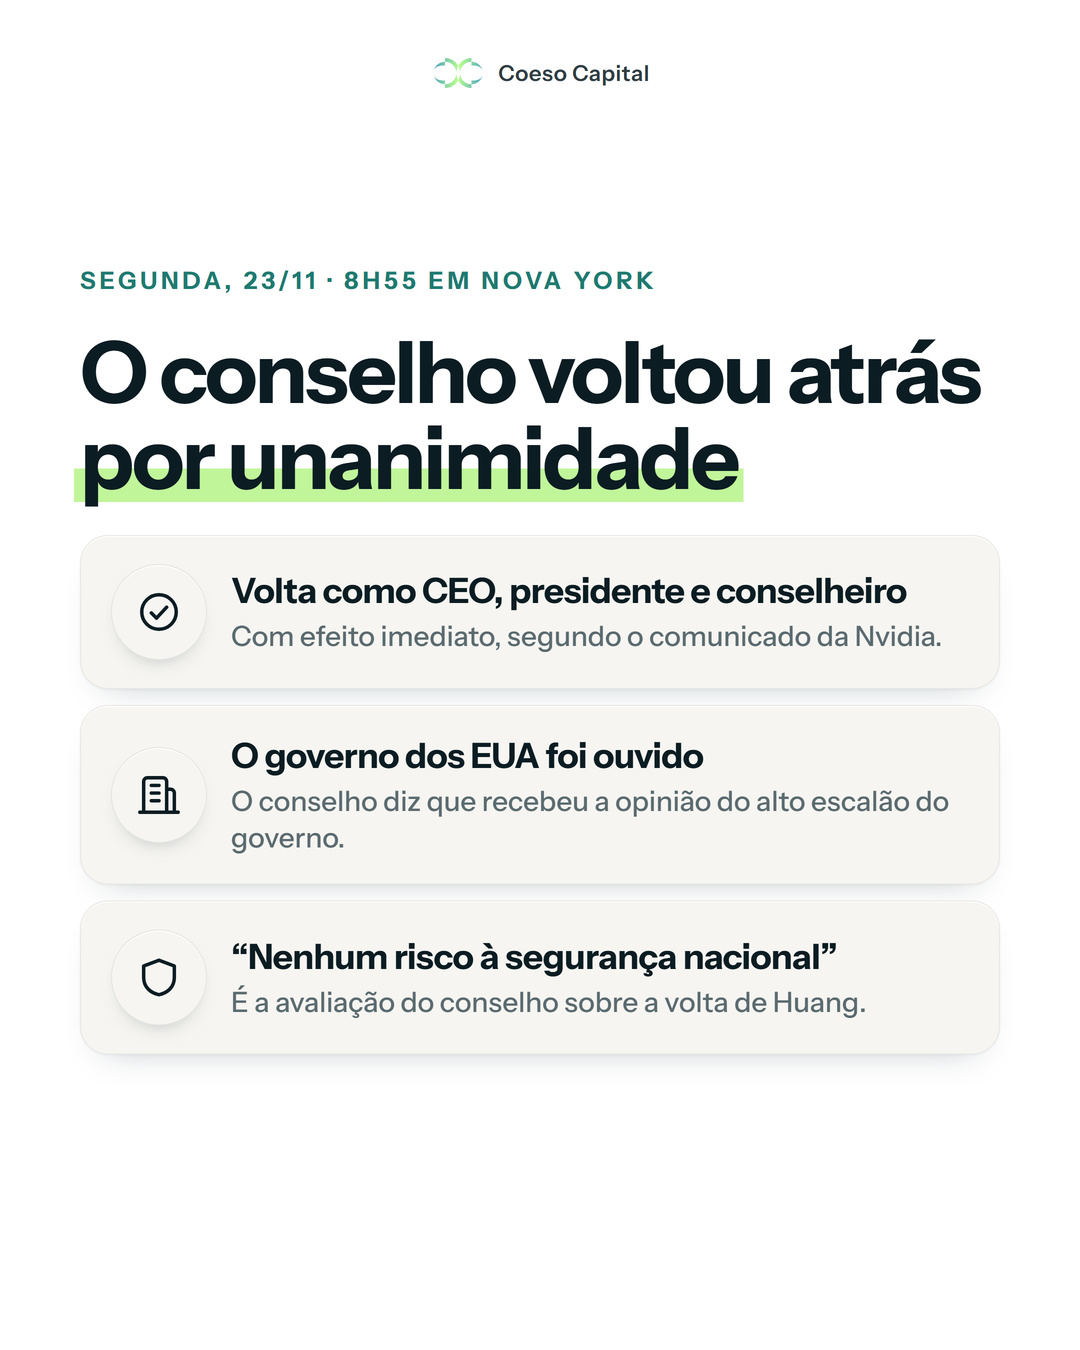 Coeso Capital
SEGUNDA, 23/11 · 8H55 EM NOVA YORK
O conselho voltou atrás
por unanimidade
Volta como CEO, presidente e conselheiro
Com efeito imediato, segundo o comunicado da Nvidia.
O governo dos EUA foi ouvido
O conselho diz que recebeu a opinião do alto escalão do
governo.
“Nenhum risco à segurança nacional”
É a avaliação do conselho sobre a volta de Huang.